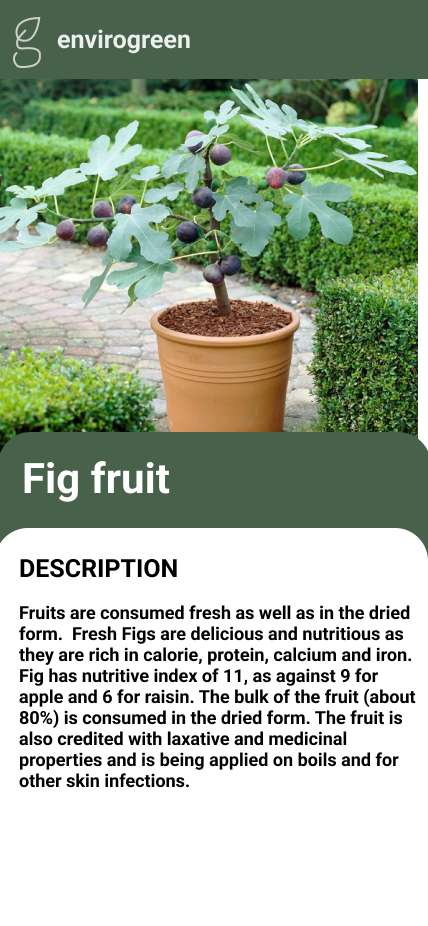 envirogreen
Fig fruit
DESCRIPTION
Fruits are consumed fresh as well as in the dried
form.  Fresh Figs are delicious and nutritious as
they are rich in calorie, protein, calcium and iron.
Fig has nutritive index of 11, as against 9 for
apple and 6 for raisin. The bulk of the fruit (about
80%) is consumed in the dried form. The fruit is
also credited with laxative and medicinal
properties and is being applied on boils and for
other skin infections.